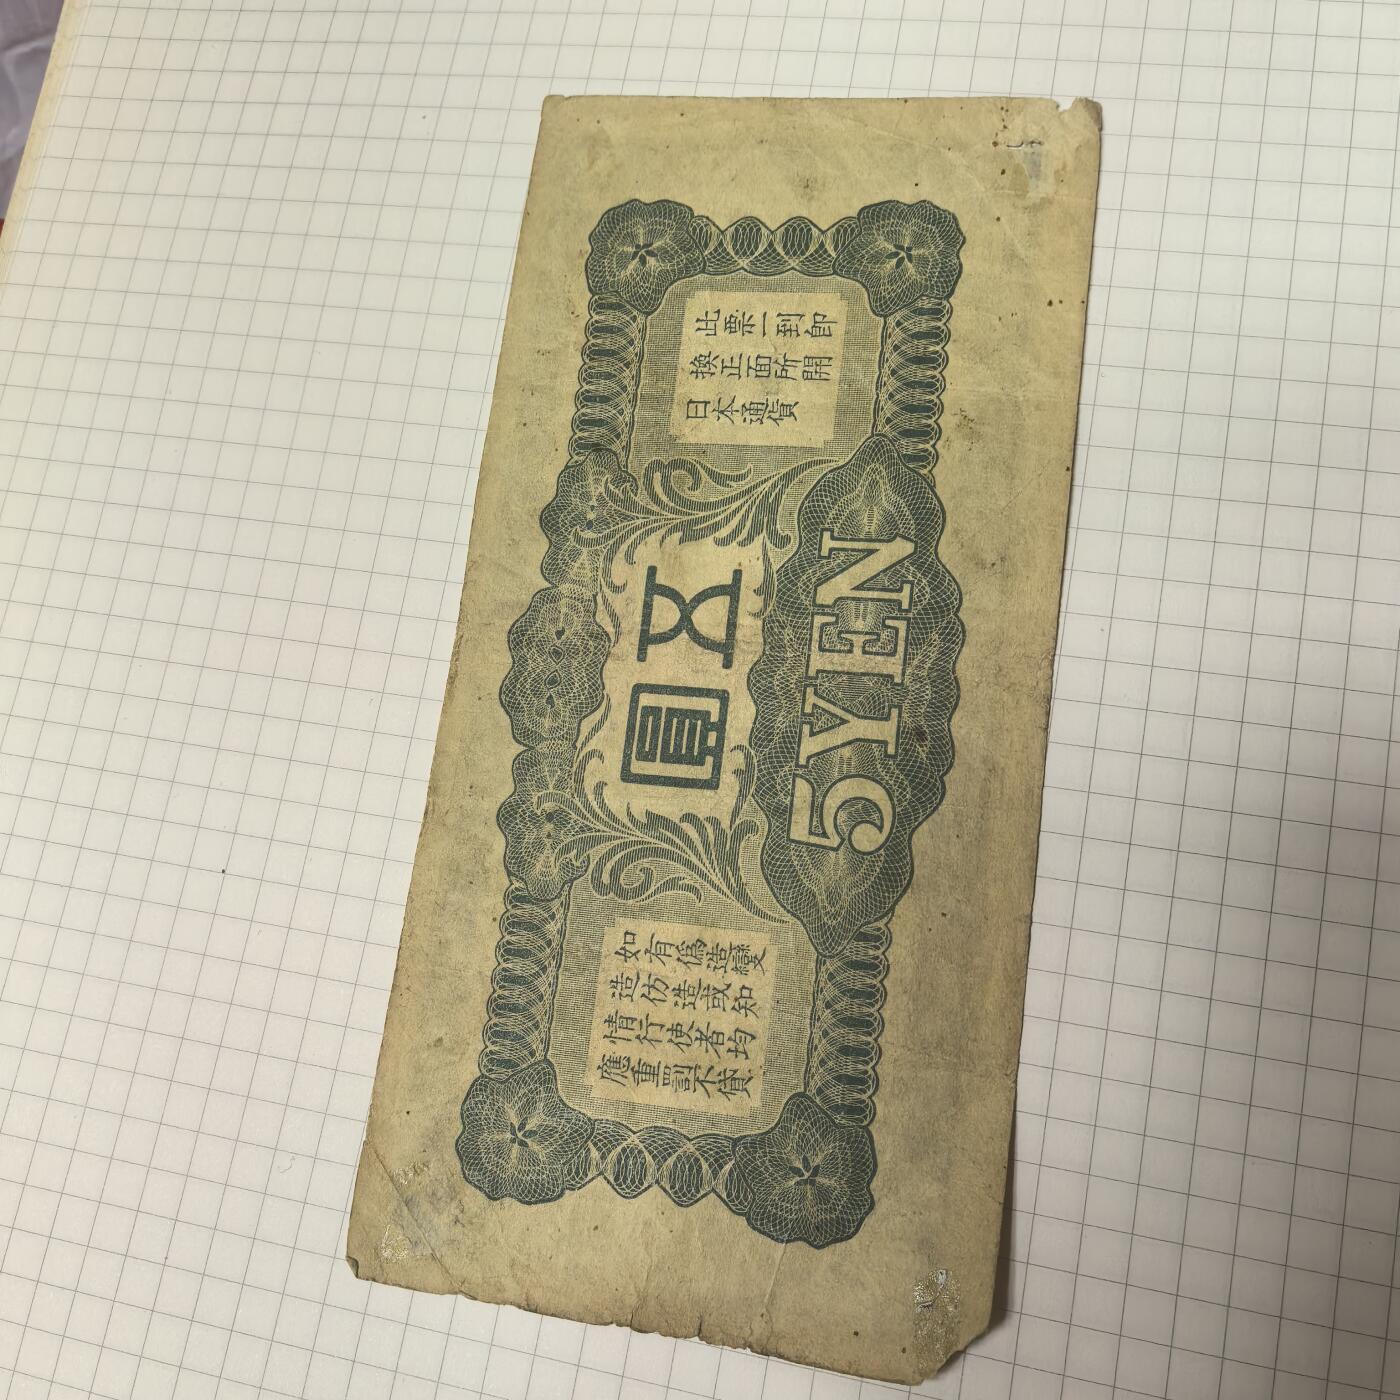 此票一到即
換正面所開
日本通貨
五圓
5 YEN
如有僞造變
造仿造或知
情行使者均
應重罰不貸